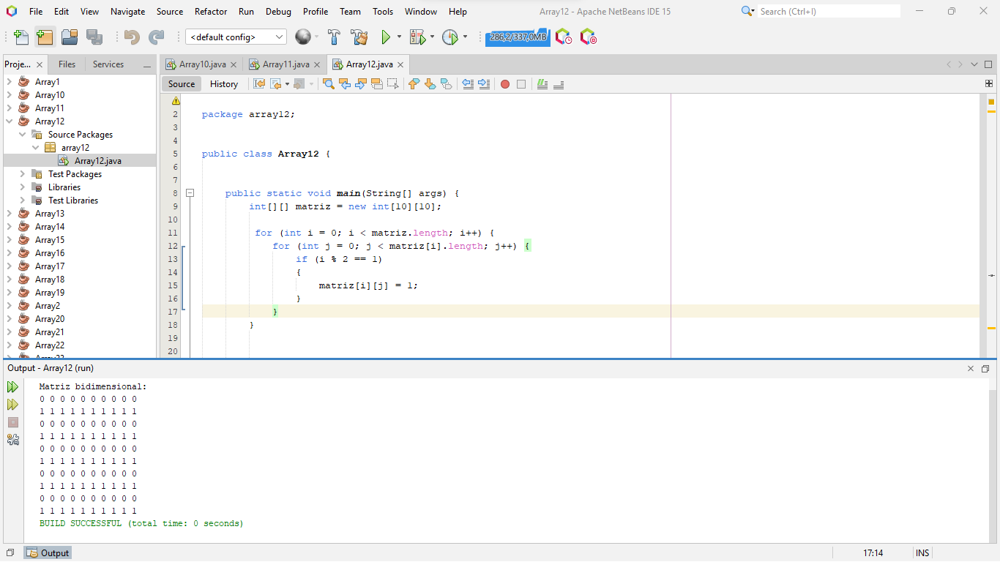 File Edit View Navigate Source Refactor Run Debug Profile Team Tools Window Help Array12 - Apache NetBeans IDE 15 Search (Ctrl+I)
<default config> 286,2/337,0MB
Proje... Files Services Array10.java Array11.java Array12.java
Source History
Array1
Array10
Array11
Array12
Source Packages
array12
Array12.java
Test Packages
Libraries
Test Libraries
Array13
Array14
Array15
Array16
Array17
Array18
Array19
Array2
Array20
Array21
Array22
2 package array12;
3
4
5 public class Array12 {
6
7
8 public static void main(String[] args) {
9 int[][] matriz = new int[10][10];
10
11 for (int i = 0; i < matriz.length; i++) {
12 for (int j = 0; j < matriz[i].length; j++) {
13 if (i % 2 == 1)
14 {
15 matriz[i][j] = 1;
16 }
17 }
18 }
19
20
Output - Array12 (run)
Matriz bidimensional:
0 0 0 0 0 0 0 0 0 0
1 1 1 1 1 1 1 1 1 1
0 0 0 0 0 0 0 0 0 0
1 1 1 1 1 1 1 1 1 1
0 0 0 0 0 0 0 0 0 0
1 1 1 1 1 1 1 1 1 1
0 0 0 0 0 0 0 0 0 0
1 1 1 1 1 1 1 1 1 1
0 0 0 0 0 0 0 0 0 0
1 1 1 1 1 1 1 1 1 1
BUILD SUCCESSFUL (total time: 0 seconds)
Output 17:14 INS